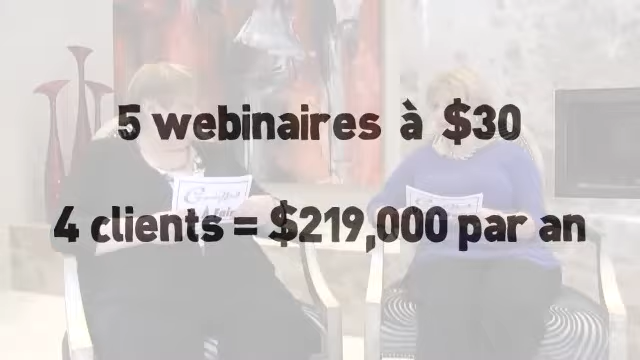 5 webinaires à $30
4 clients = $219,000 par an